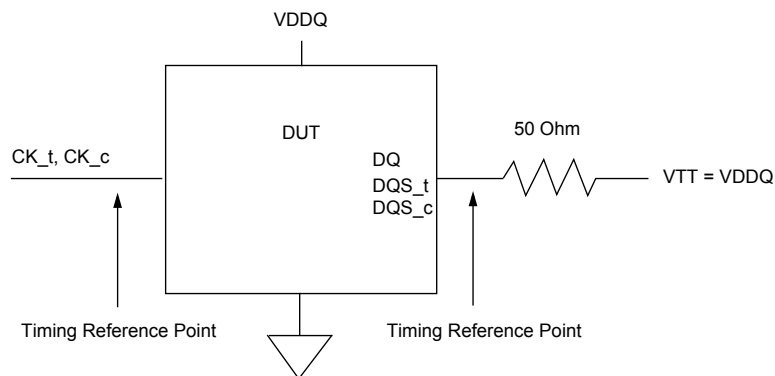 VDDQ
DUT
50 Ohm
CK_t, CK_c
DQ
DQS_t
DQS_c
VTT = VDDQ
Timing Reference Point
Timing Reference Point